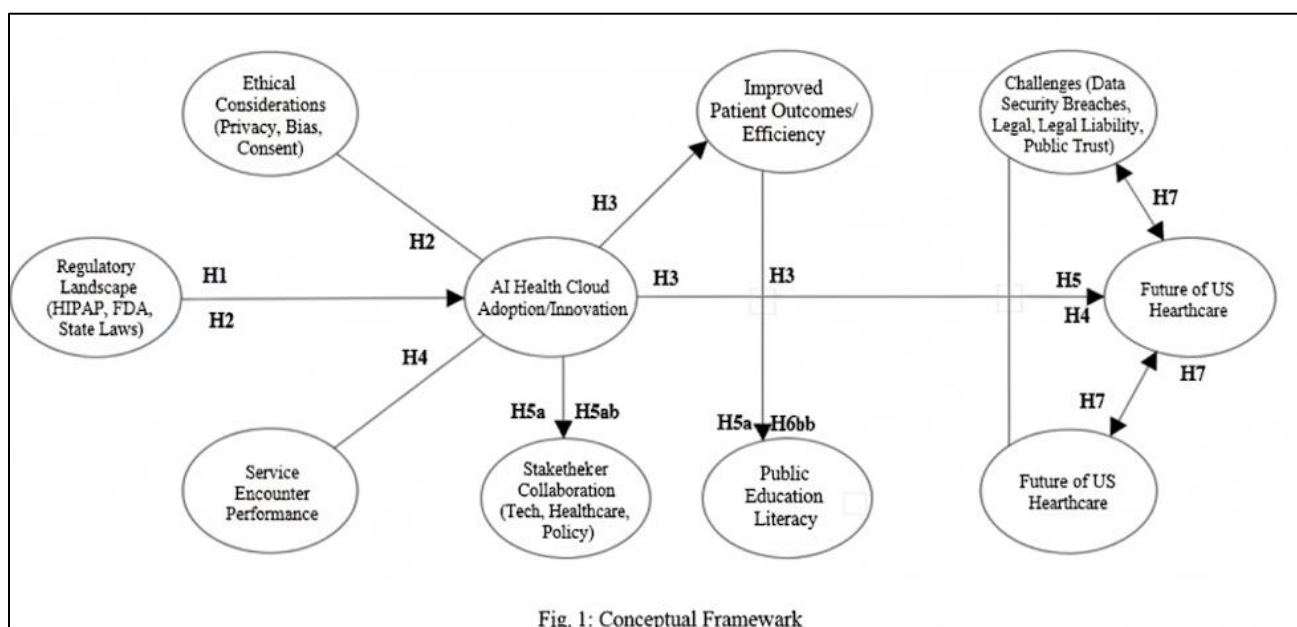 Ethical
Considerations
(Privacy, Bias,
Consent)
Improved
Patient Outcomes/
Efficiency
Challenges (Data
Security Breaches,
Legal, Legal Liability,
Public Trust)
H3
H7
H2
Regulatory
Landscape
(HIPAP, FDA,
State Laws)
H1
H2
AI Health Cloud
Adoption/Innovation
H3
H3
H5
H4
Future of US
Hearthcare
H4
H7
H7
H5a
H5ab
H5a
H6bb
Service
Encounter
Performance
Staketheker
Collaboration
(Tech, Healthcare,
Policy)
Public
Education
Literacy
Future of US
Hearthcare
Fig. 1: Conceptual Framewark